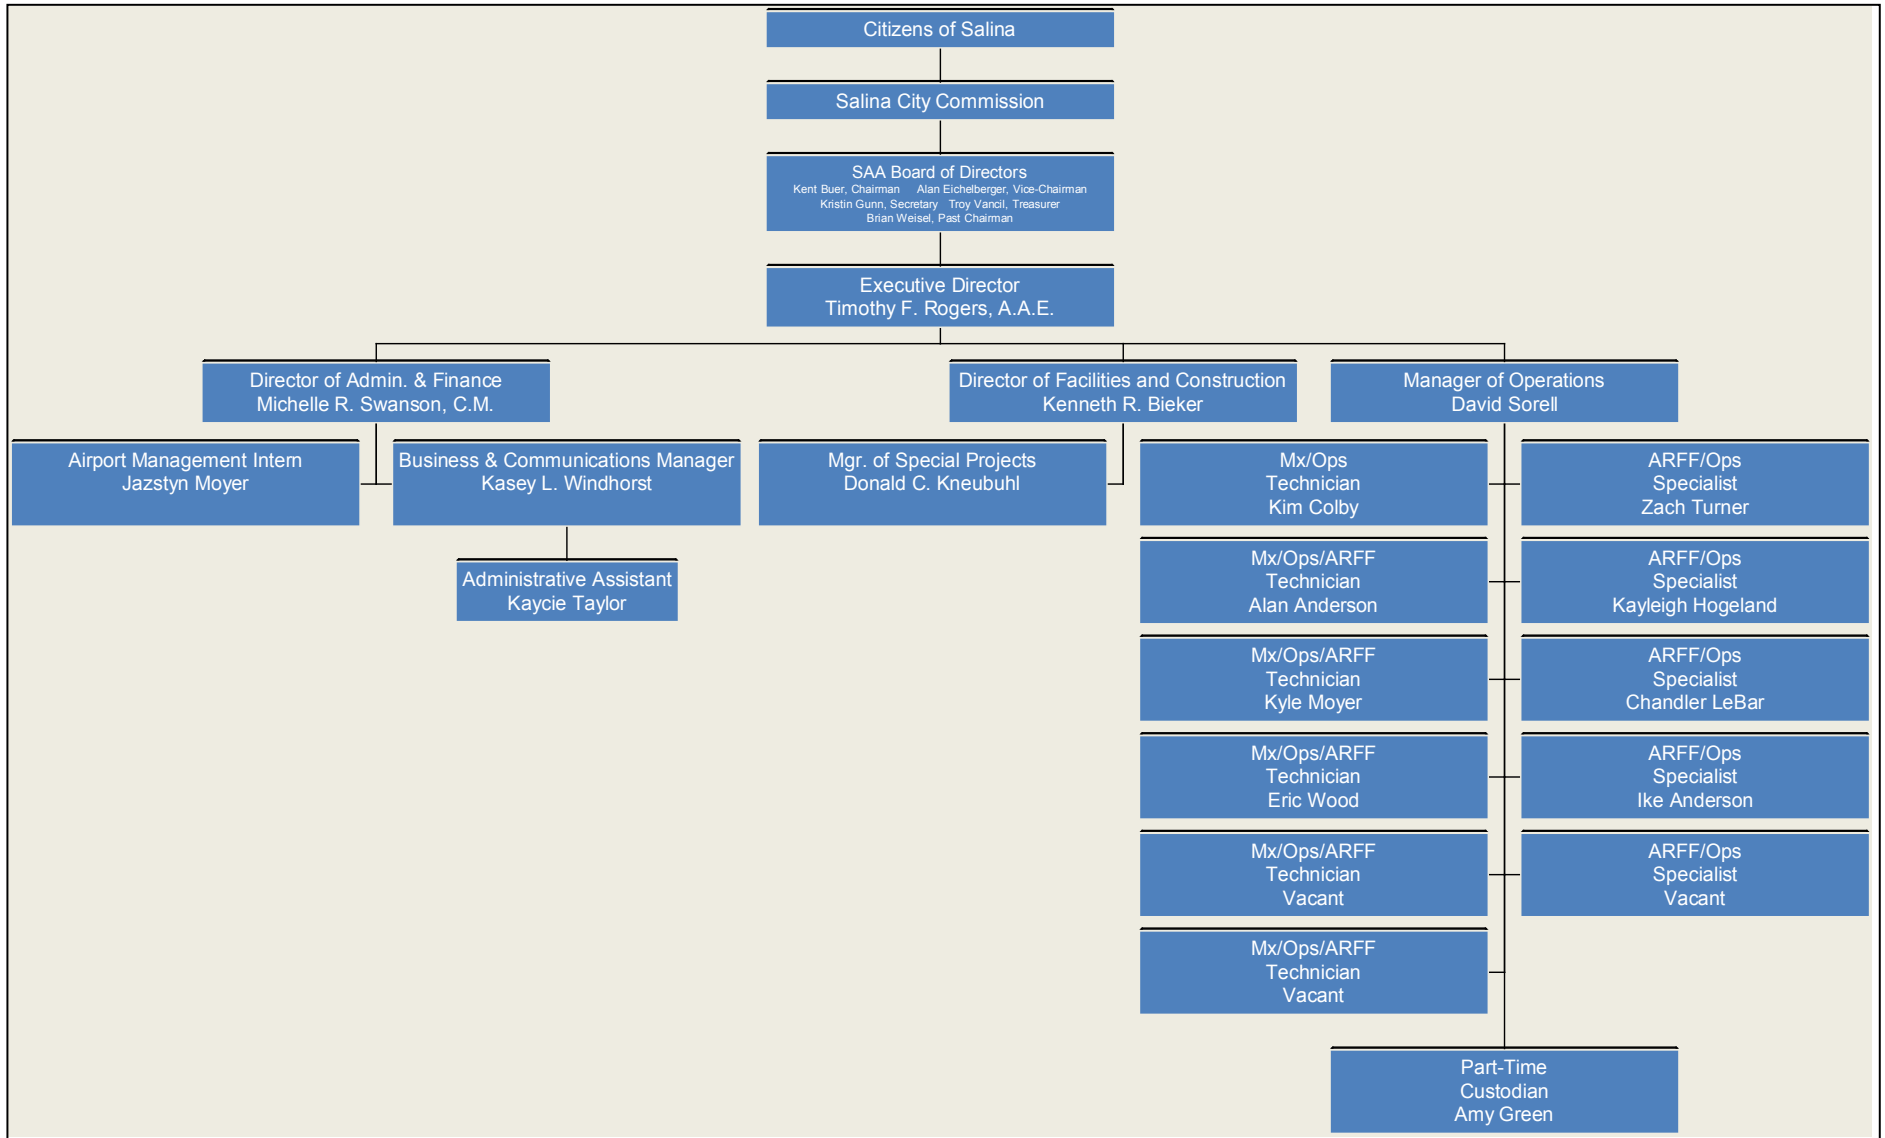 Citizens of Salina
Salina City Commission
SAA Board of Directors
Kent Buer, Chairman Alan Eichelberger, Vice-Chairman
Kristin Gunn, Secretary Troy Vancil, Treasurer
Brian Weisel, Past Chairman
Executive Director
Timothy F. Rogers, A.A.E.
Director of Admin. & Finance
Michelle R. Swanson, C.M.
Director of Facilities and Construction
Kenneth R. Bieker
Manager of Operations
David Sorell
Airport Management Intern
Jazstyn Moyer
Business & Communications Manager
Kasey L. Windhorst
Mgr. of Special Projects
Donald C. Kneubuhl
Mx/Ops
Technician
Kim Colby
ARFF/Ops
Specialist
Zach Turner
Administrative Assistant
Kaycie Taylor
Mx/Ops/ARFF
Technician
Alan Anderson
ARFF/Ops
Specialist
Kayleigh Hogeland
Mx/Ops/ARFF
Technician
Kyle Moyer
ARFF/Ops
Specialist
Chandler LeBar
Mx/Ops/ARFF
Technician
Eric Wood
ARFF/Ops
Specialist
Ike Anderson
Mx/Ops/ARFF
Technician
Vacant
ARFF/Ops
Specialist
Vacant
Mx/Ops/ARFF
Technician
Vacant
Part-Time
Custodian
Amy Green